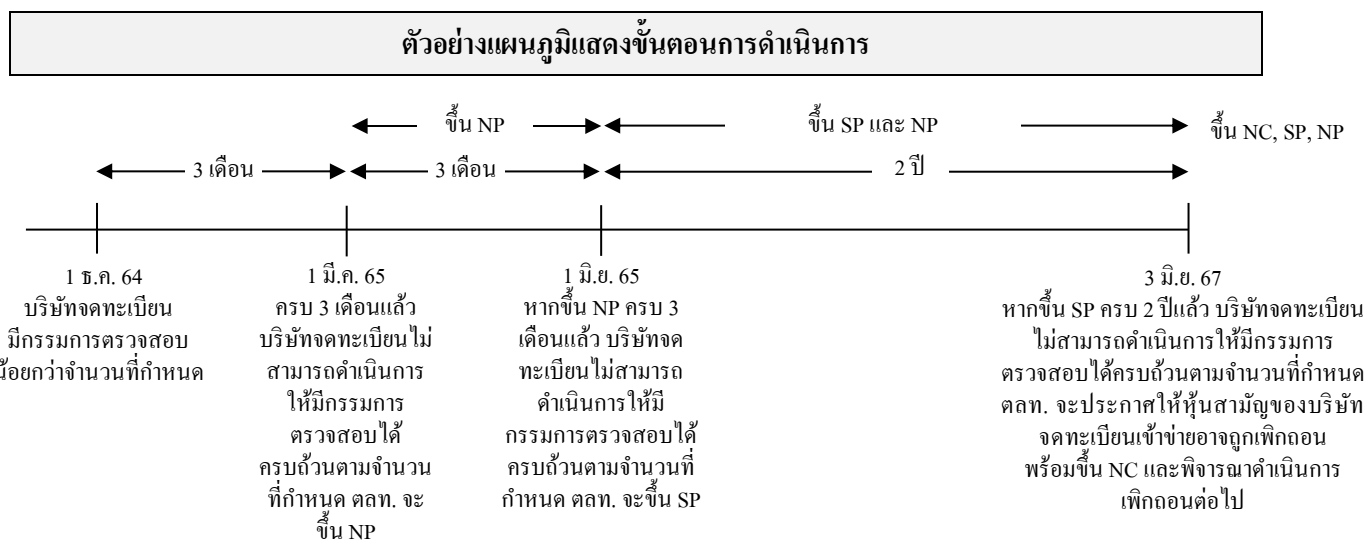 ตัวอย่างแผนภูมิแสดงขั้นตอนการดำเนินการ
ขึ้น NP
ขึ้น SP และ NP
ขึ้น NC, SP, NP
3 เดือน
3 เดือน
2 ปี
1 ธ.ค. 64
บริษัทจดทะเบียน
มีกรรมการตรวจสอบ
น้อยกว่าจำนวนที่กำหนด
1 มี.ค. 65
ครบ 3 เดือนแล้ว
บริษัทจดทะเบียนไม่
สามารถดำเนินการ
ให้มีกรรมการ
ตรวจสอบได้
ครบถ้วนตามจำนวน
ที่กำหนด ตลท. จะ
ขึ้น NP
1 มิ.ย. 65
หากขึ้น NP ครบ 3
เดือนแล้ว บริษัทจด
ทะเบียนไม่สามารถ
ดำเนินการให้มี
กรรมการตรวจสอบได้
ครบถ้วนตามจำนวนที่
กำหนด ตลท. จะขึ้น SP
3 มิ.ย. 67
หากขึ้น SP ครบ 2 ปีแล้ว บริษัทจดทะเบียน
ไม่สามารถดำเนินการให้มีกรรมการ
ตรวจสอบได้ครบถ้วนตามจำนวนที่กำหนด
ตลท. จะประกาศให้หุ้นสามัญของบริษัท
จดทะเบียนเข้าข่ายอาจถูกเพิกถอน
พร้อมขึ้น NC และพิจารณาดำเนินการ
เพิกถอนต่อไป